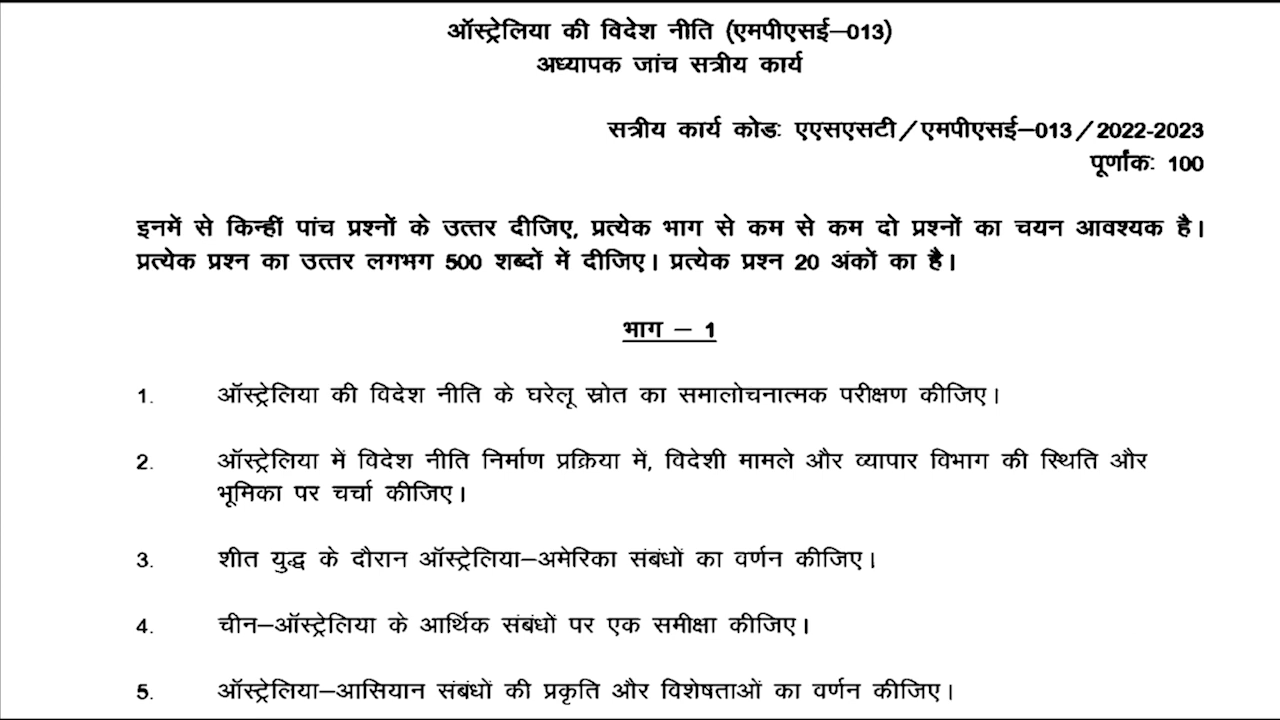 ऑस्ट्रेलिया की विदेश नीति (एमपीएसई–013)
अध्यापक जांच सत्रीय कार्य
सत्रीय कार्य कोडः एएसएसटी/एमपीएसई–013/2022-2023
पूर्णांकः 100
इनमें से किन्हीं पांच प्रश्नों के उत्तर दीजिए, प्रत्येक भाग से कम से कम दो प्रश्नों का चयन आवश्यक है।
प्रत्येक प्रश्न का उत्तर लगभग 500 शब्दों में दीजिए। प्रत्येक प्रश्न 20 अंकों का है।
भाग – 1
1. ऑस्ट्रेलिया की विदेश नीति के घरेलू स्रोत का समालोचनात्मक परीक्षण कीजिए।
2. ऑस्ट्रेलिया में विदेश नीति निर्माण प्रक्रिया में, विदेशी मामले और व्यापार विभाग की स्थिति और
भूमिका पर चर्चा कीजिए।
3. शीत युद्ध के दौरान ऑस्ट्रेलिया–अमेरिका संबंधों का वर्णन कीजिए।
4. चीन–ऑस्ट्रेलिया के आर्थिक संबंधों पर एक समीक्षा कीजिए।
5. ऑस्ट्रेलिया–आसियान संबंधों की प्रकृति और विशेषताओं का वर्णन कीजिए।